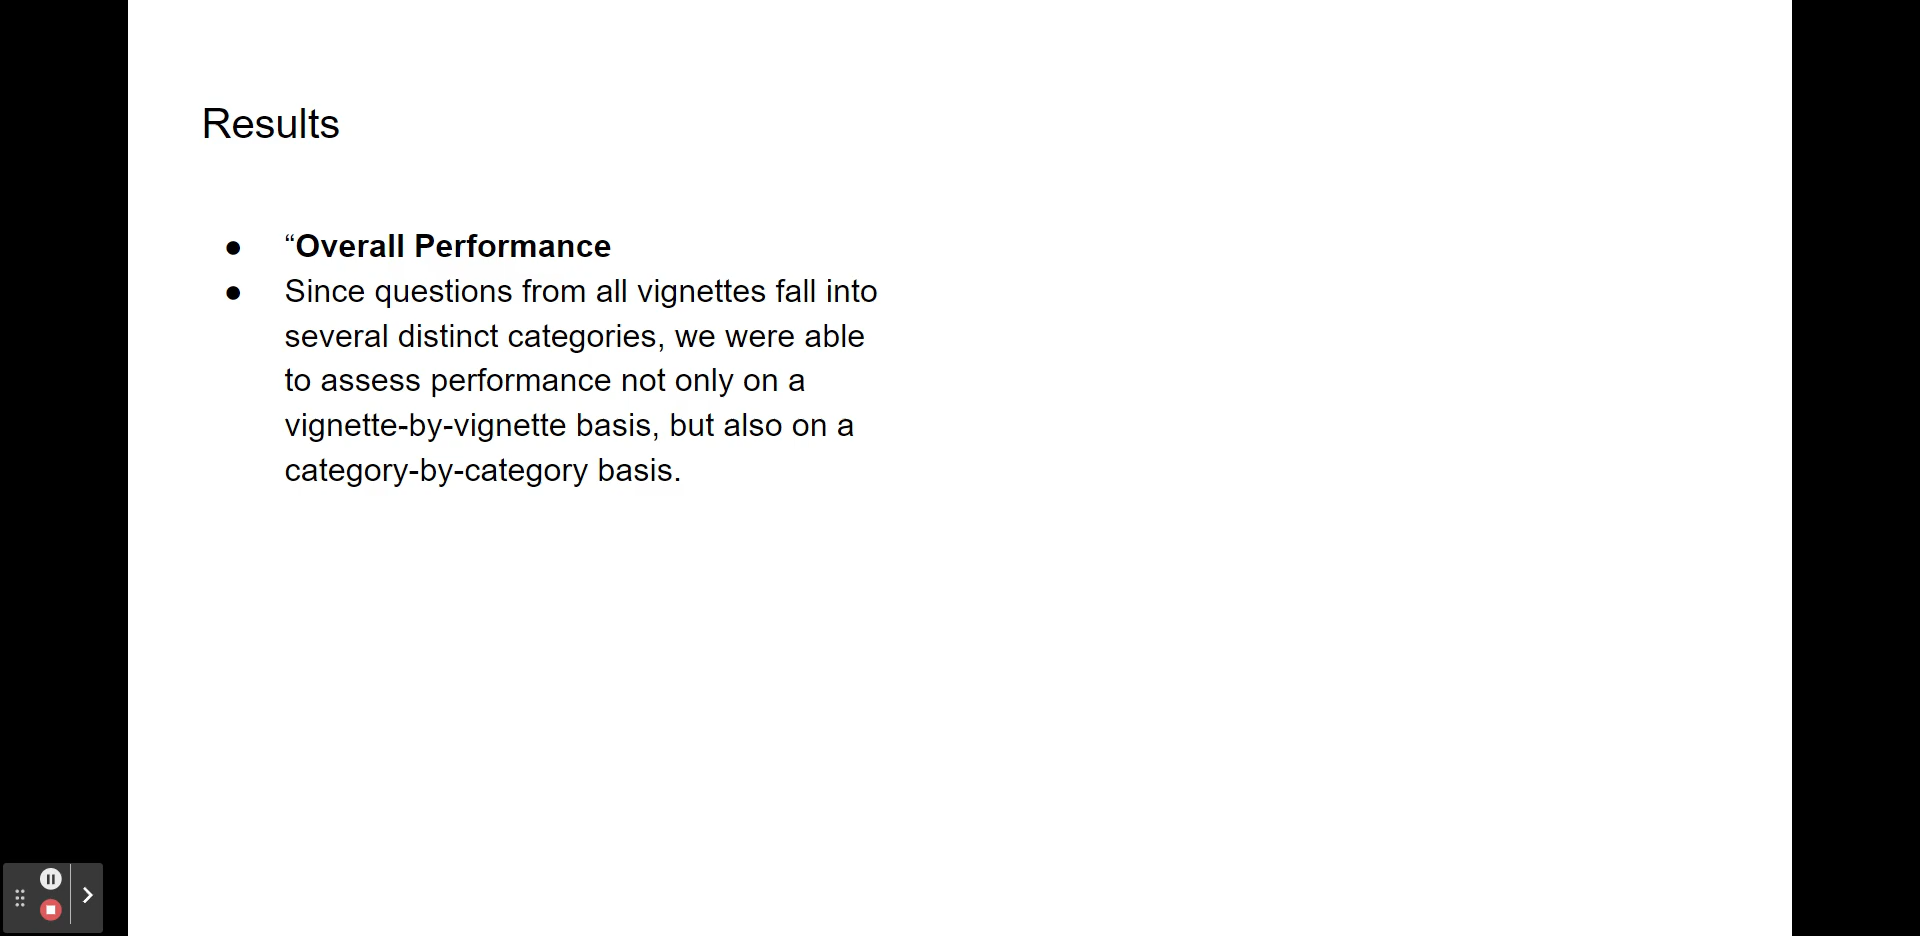 Results
● “Overall Performance
● Since questions from all vignettes fall into
several distinct categories, we were able
to assess performance not only on a
vignette-by-vignette basis, but also on a
category-by-category basis.